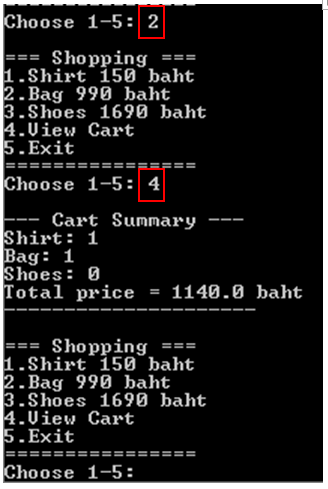 Choose 1-5: 2
=== Shopping ===
1.Shirt 150 baht
2.Bag 990 baht
3.Shoes 1690 baht
4.View Cart
5.Exit
================
Choose 1-5: 4
--- Cart Summary ---
Shirt: 1
Bag: 1
Shoes: 0
Total price = 1140.0 baht
---------------------
=== Shopping ===
1.Shirt 150 baht
2.Bag 990 baht
3.Shoes 1690 baht
4.View Cart
5.Exit
================
Choose 1-5: